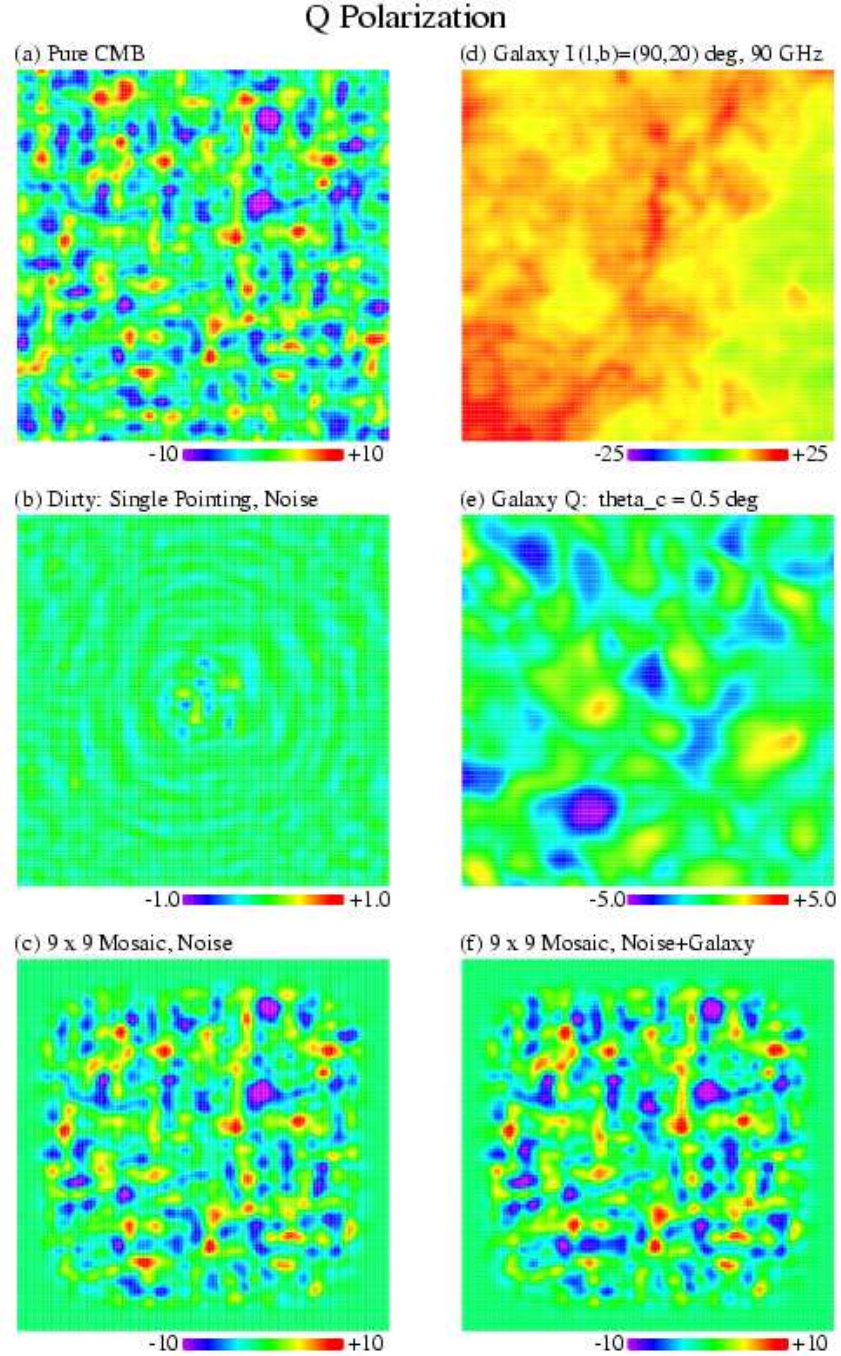 Q Polarization
(a) Pure CMB
-10 +10
(b) Dirty: Single Pointing, Noise
-1.0 +1.0
(c) 9 x 9 Mosaic, Noise
-10 +10
(d) Galaxy I (l,b)=(90,20) deg, 90 GHz
-25 +25
(e) Galaxy Q: theta_c = 0.5 deg
-5.0 +5.0
(f) 9 x 9 Mosaic, Noise+Galaxy
-10 +10